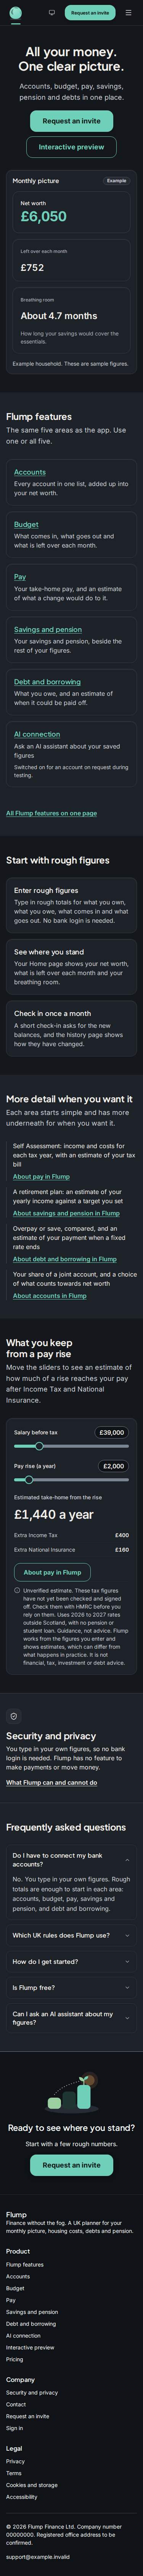 Request an invite
All your money.
One clear picture.
Accounts, budget, pay, savings,
pension and debts in one place.
Request an invite
Interactive preview
Monthly picture
Example
Net worth
£6,050
Left over each month
£752
Breathing room
About 4.7 months
How long your savings would cover the
essentials.
Example household. These are sample figures.
Flump features
The same five areas as the app. Use
one or all five.
Accounts
Every account in one list, added up into
your net worth.
Budget
What comes in, what goes out and
what is left over each month.
Pay
Your take-home pay, and an estimate
of what a change would do to it.
Savings and pension
Your savings and pension, beside the
rest of your figures.
Debt and borrowing
What you owe, and an estimate of
when it could be paid off.
AI connection
Ask an AI assistant about your saved
figures
Switched on for an account on request during
testing.
All Flump features on one page
Start with rough figures
Enter rough figures
Type in rough totals for what you own,
what you owe, what comes in and what
goes out. No bank login is needed.
See where you stand
Your Home page shows your net worth,
what is left over each month and your
breathing room.
Check in once a month
A short check-in asks for the new
balances, and the history page shows
how they have changed.
More detail when you want it
Each area starts simple and has more
underneath for when you want it.
Self Assessment: income and costs for
each tax year, with an estimate of your tax
bill
About pay in Flump
A retirement plan: an estimate of your
yearly income against a target you set
About savings and pension in Flump
Overpay or save, compared, and an
estimate of your payment when a fixed
rate ends
About debt and borrowing in Flump
Your share of a joint account, and a choice
of what counts towards net worth
About accounts in Flump
What you keep
from a pay rise
Move the sliders to see an estimate of
how much of a raise reaches your pay
after Income Tax and National
Insurance.
Salary before tax
£39,000
Pay rise (a year)
£2,000
Estimated take-home from the rise
£1,440 a year
Extra Income Tax
£400
Extra National Insurance
£160
About pay in Flump
Unverified estimate. These tax figures
have not yet been checked and signed
off. Check them with HMRC before you
rely on them. Uses 2026 to 2027 rates
outside Scotland, with no pension or
student loan. Guidance, not advice. Flump
works from the figures you enter and
shows estimates, which can differ from
what happens in practice. It is not
financial, tax, investment or debt advice.
Security and privacy
You type in your own figures, so no bank
login is needed. Flump has no feature to
make payments or move money.
What Flump can and cannot do
Frequently asked questions
Do I have to connect my bank
accounts?
No. You type in your own figures. Rough
totals are enough to start in each area:
accounts, budget, pay, savings and
pension, and debt and borrowing.
Which UK rules does Flump use?
How do I get started?
Is Flump free?
Can I ask an AI assistant about my
figures?
Ready to see where you stand?
Start with a few rough numbers.
Request an invite
Flump
Finance without the fog. A UK planner for your
monthly picture, housing costs, debts and pension.
Product
Flump features
Accounts
Budget
Pay
Savings and pension
Debt and borrowing
AI connection
Interactive preview
Pricing
Company
Security and privacy
Contact
Request an invite
Sign in
Legal
Privacy
Terms
Cookies and storage
Accessibility
© 2026 Flump Finance Ltd. Company number
00000000. Registered office address to be
confirmed.
support@example.invalid